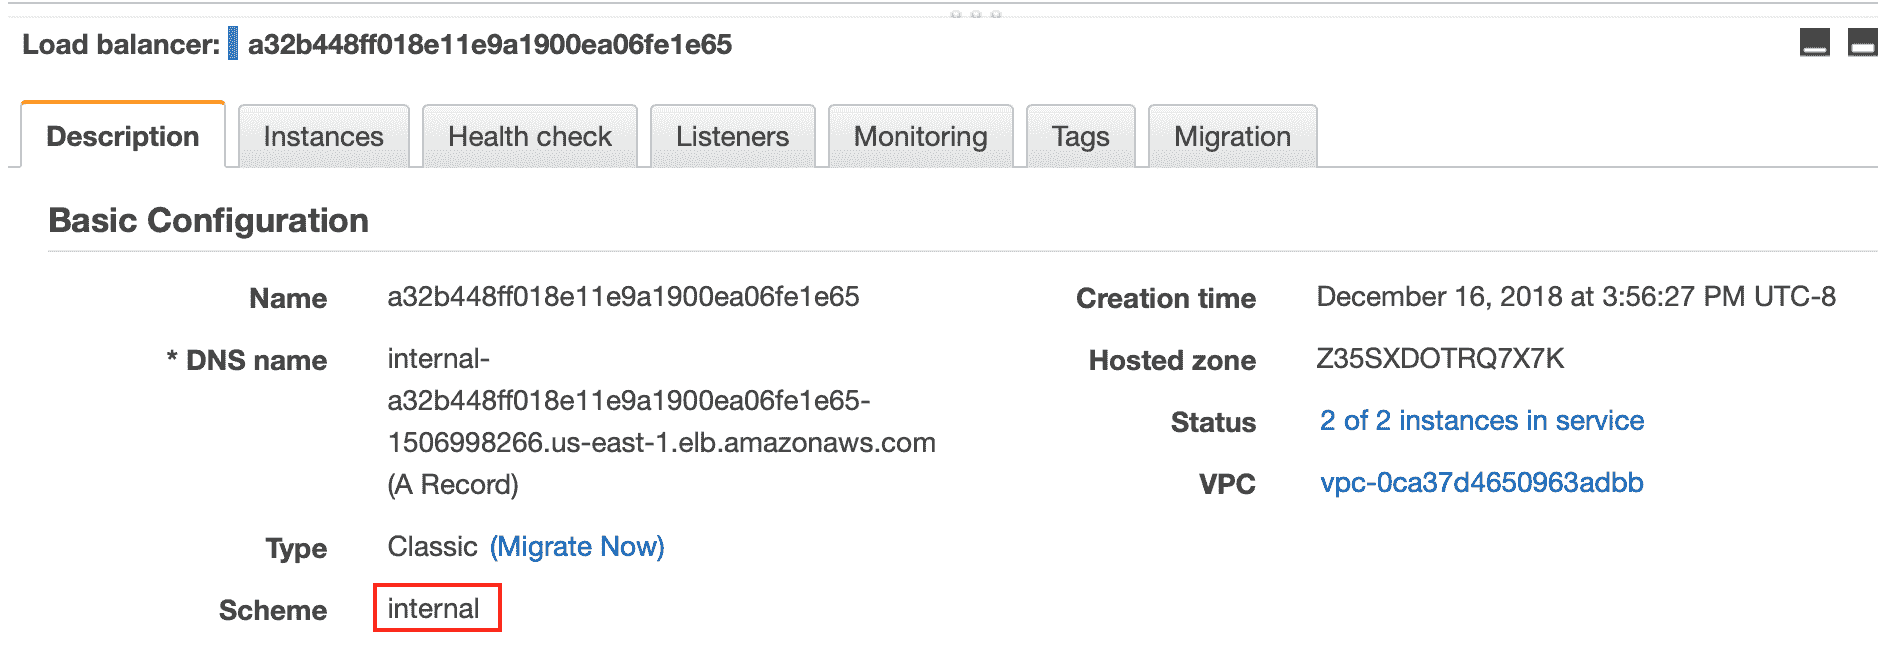 Load balancer: a32b448ff018e11e9a1900ea06fe1e65
Description Instances Health check Listeners Monitoring Tags Migration
Basic Configuration
Name a32b448ff018e11e9a1900ea06fe1e65
* DNS name internal-
a32b448ff018e11e9a1900ea06fe1e65-
1506998266.us-east-1.elb.amazonaws.com
(A Record)
Type Classic (Migrate Now)
Scheme internal
Creation time December 16, 2018 at 3:56:27 PM UTC-8
Hosted zone Z35SXDOTRQ7X7K
Status 2 of 2 instances in service
VPC vpc-0ca37d4650963adbb